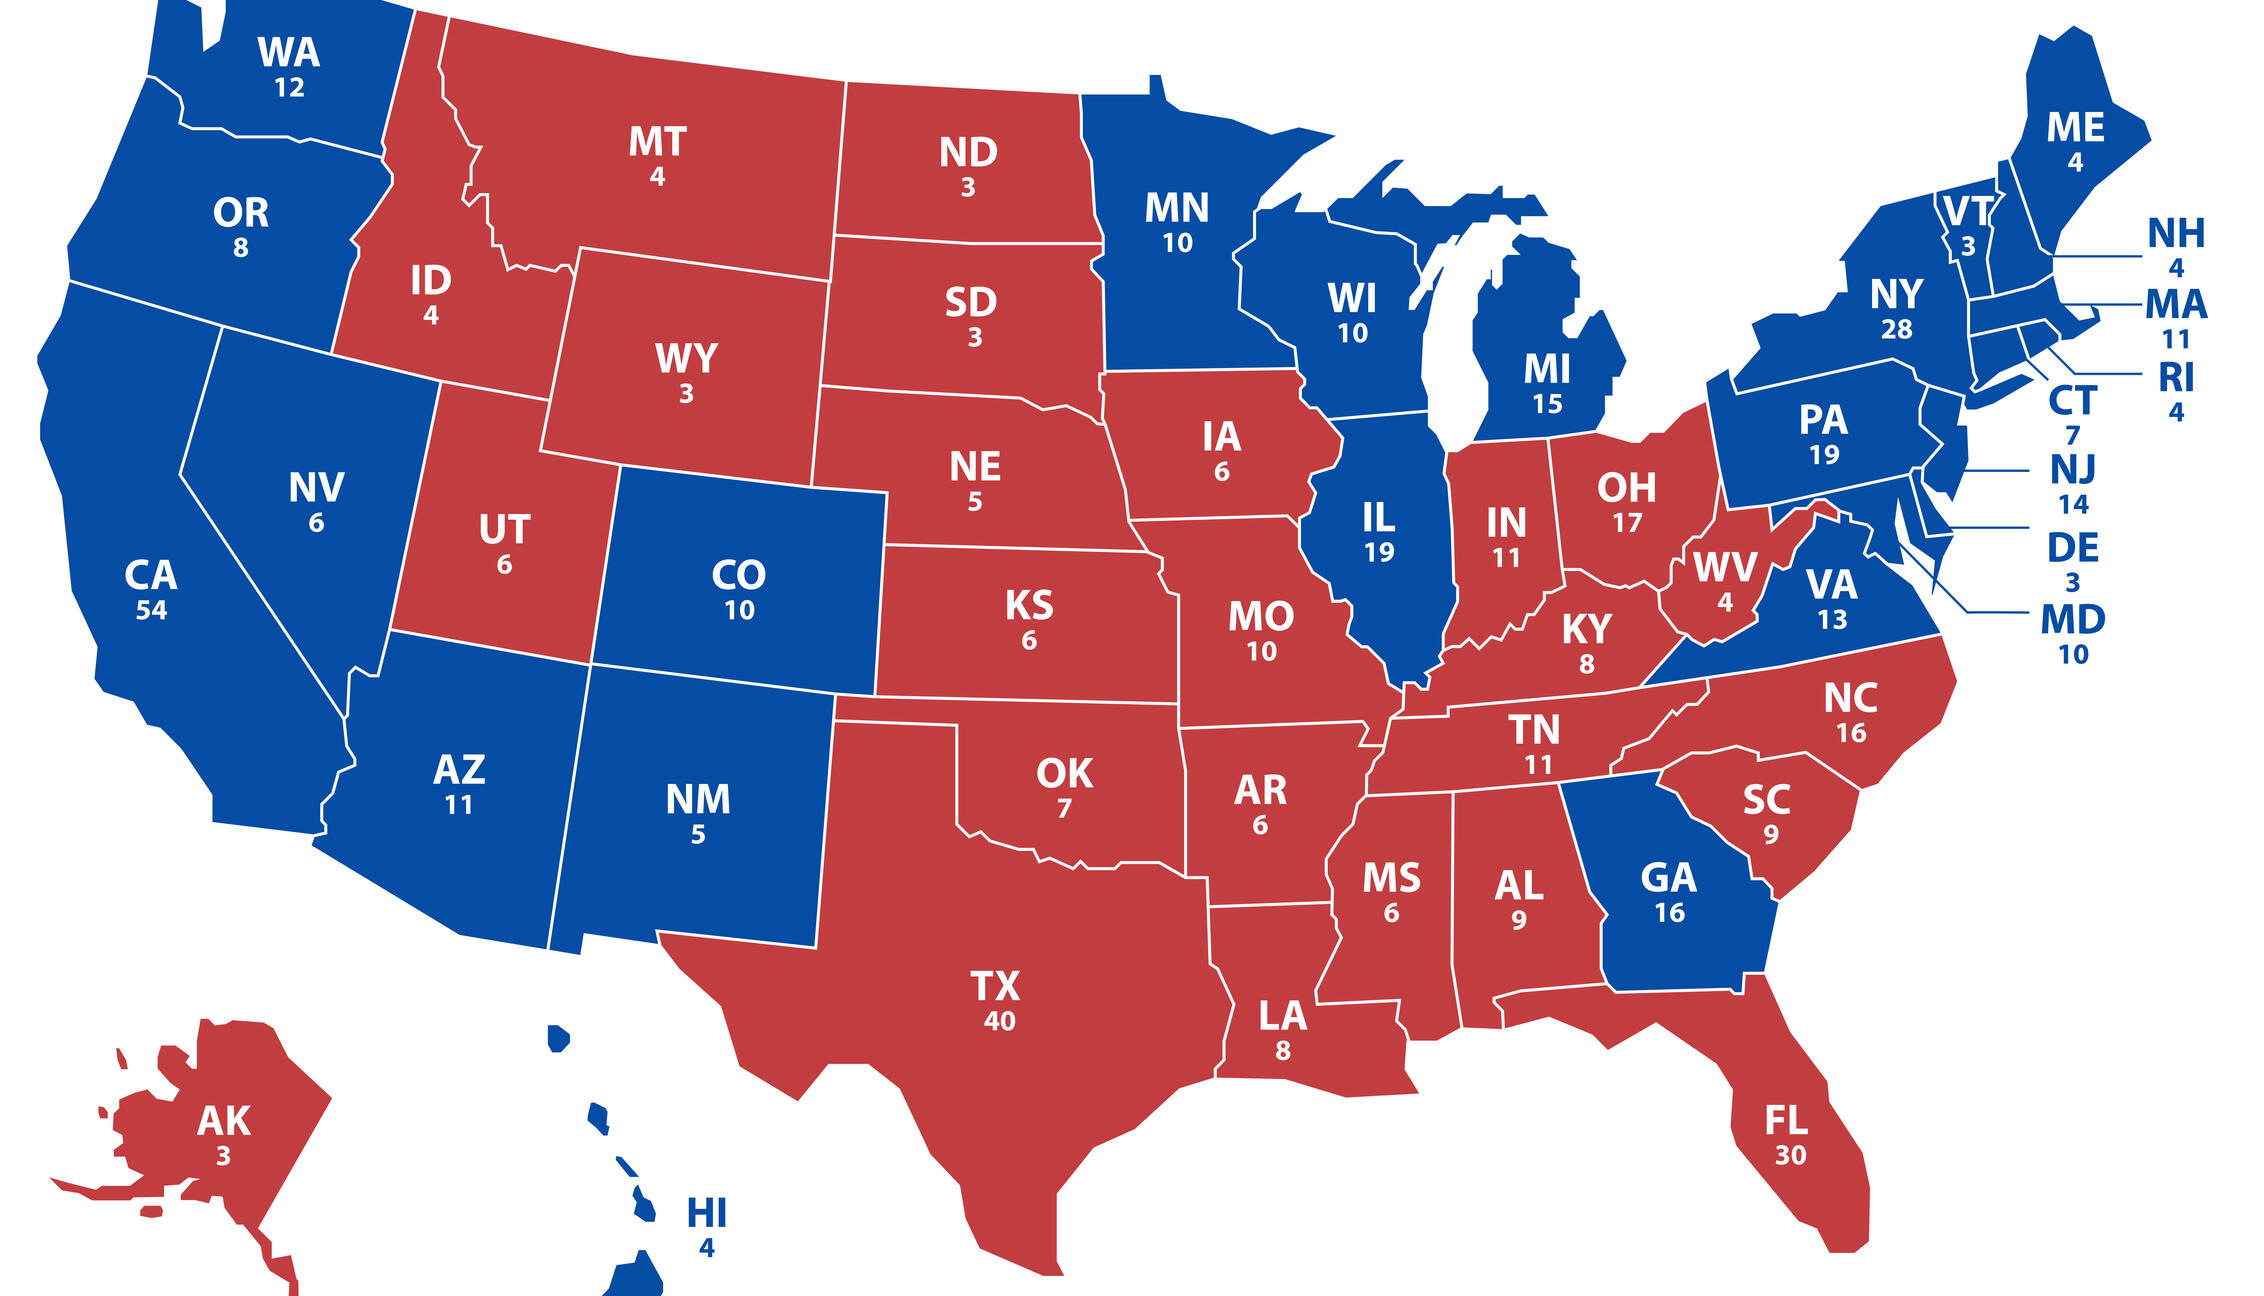 WA
12
OR
8
CA
54
NV
6
ID
4
MT
4
WY
3
UT
6
AZ
11
CO
10
NM
5
ND
3
SD
3
NE
5
KS
6
OK
7
TX
40
MN
10
IA
6
MO
10
AR
6
LA
8
WI
10
IL
19
MI
15
IN
11
OH
17
KY
8
TN
11
MS
6
AL
9
GA
16
FL
30
SC
9
NC
16
VA
13
WV
4
PA
19
NY
28
VT
3
ME
4
NH
4
MA
11
RI
4
CT
7
NJ
14
DE
3
MD
10
AK
3
HI
4